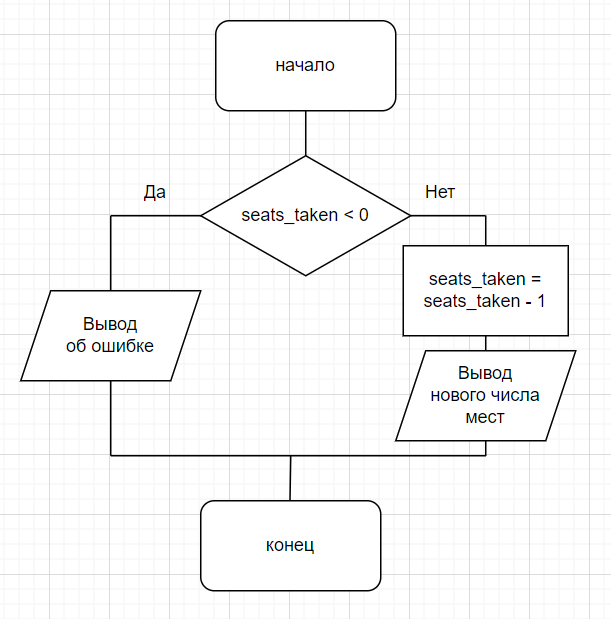 начало
Да
Нет
seats_taken < 0
seats_taken =
seats_taken - 1
Вывод
об ошибке
Вывод
нового числа
мест
конец